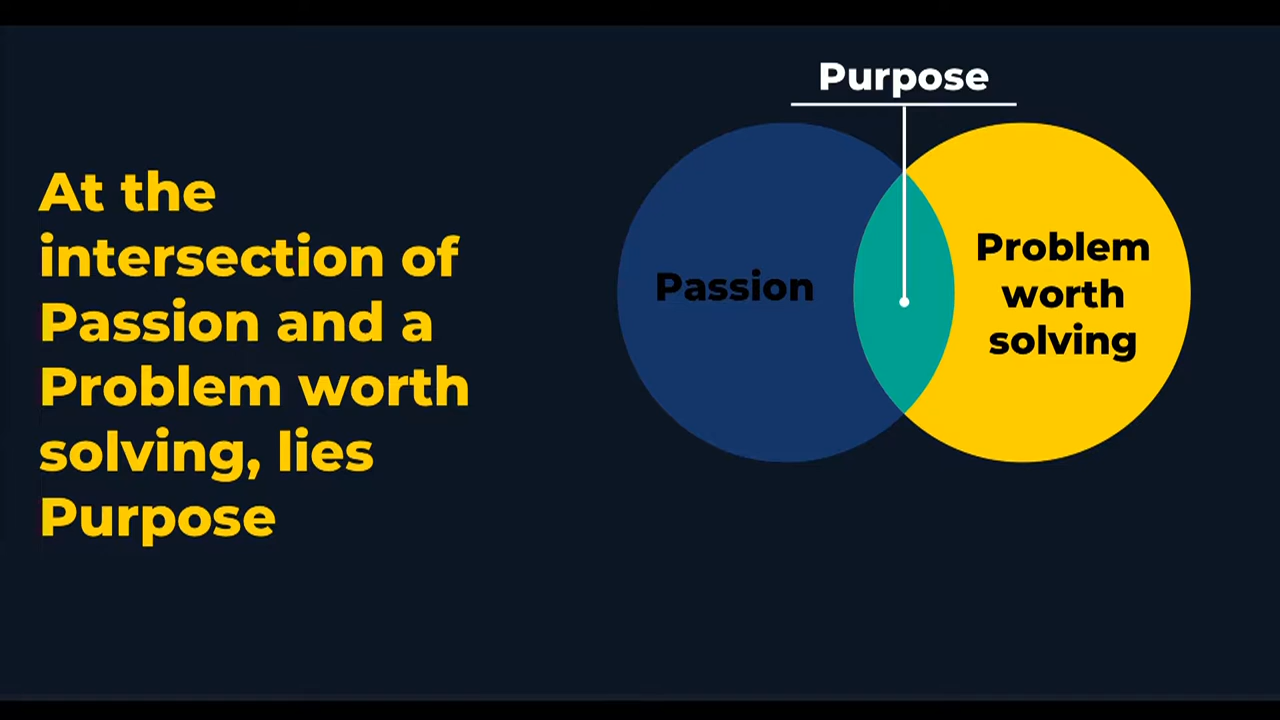 At the
intersection of
Passion and a
Problem worth
solving, lies
Purpose
Purpose
Passion
Problem
worth
solving